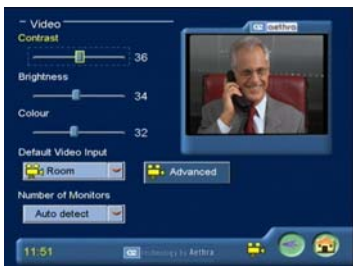 Video
Contrast
36
Brightness
34
Colour
32
Default Video Input
Room
Advanced
Number of Monitors
Auto detect
aethra
11:51
technology by Aethra